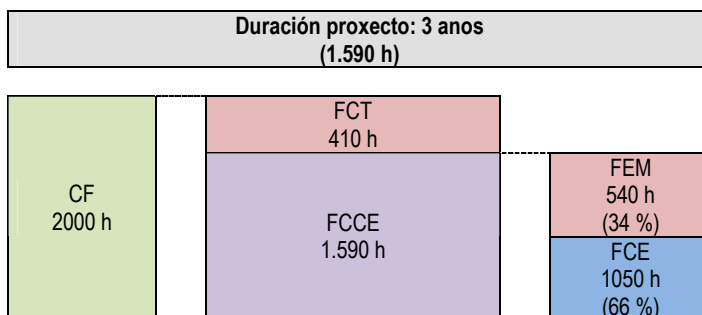 Duración proxecto: 3 anos
(1.590 h)
CF
2000 h
FCT
410 h
FCCE
1.590 h
FEM
540 h
(34 %)
FCE
1050 h
(66 %)